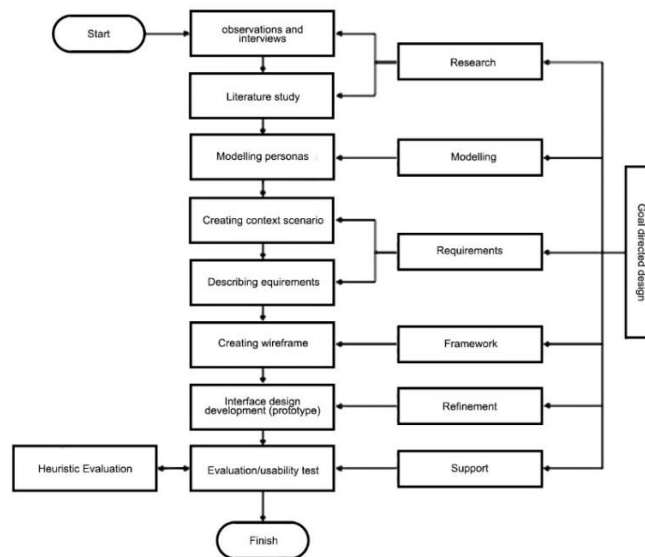 Start
observations and
interviews
Research
Literature study
Modelling personas
Modelling
Creating context scenario
Requirements
Describing equirements
Goal directed design
Creating wireframe
Framework
Interface design
development (prototype)
Refinement
Heuristic Evaluation
Evaluation/usability test
Support
Finish